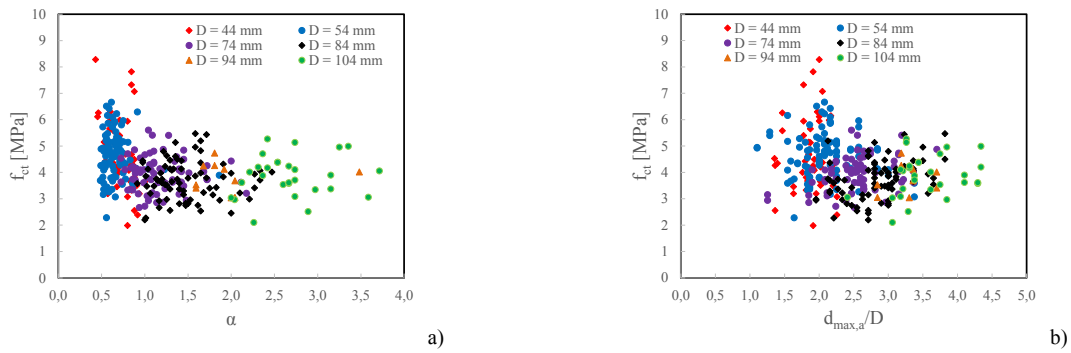 10
9
8
7
6
5
4
3
2
1
0
f_ct [MPa]
D = 44 mm D = 54 mm
D = 74 mm D = 84 mm
D = 94 mm D = 104 mm
0,0 0,5 1,0 1,5 2,0 2,5 3,0 3,5 4,0
α
a)
10
9
8
7
6
5
4
3
2
1
0
f_ct [MPa]
D = 44 mm D = 54 mm
D = 74 mm D = 84 mm
D = 94 mm D = 104 mm
0,0 0,5 1,0 1,5 2,0 2,5 3,0 3,5 4,0 4,5 5,0
d_max,a/D
b)